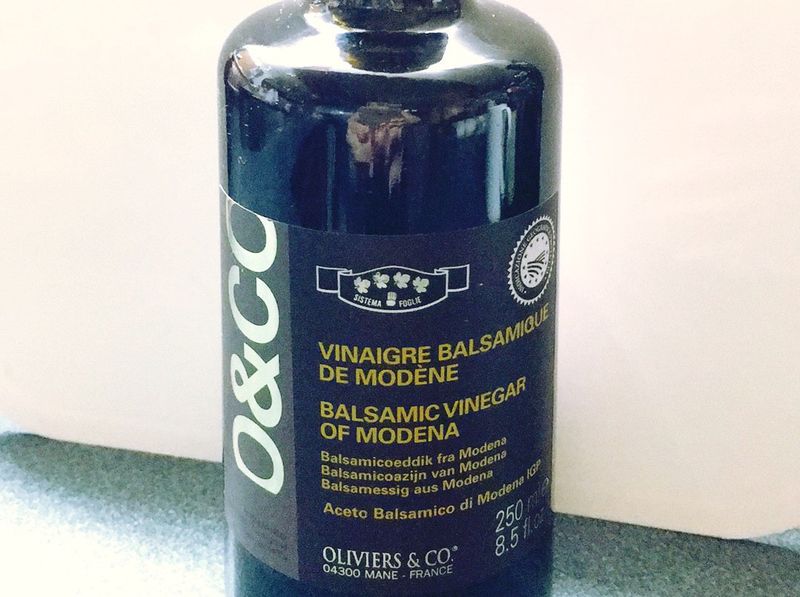 O&CO
SISTEMA FOGLIE
VINAIGRE BALSAMIQUE
DE MODÈNE
BALSAMIC VINEGAR
OF MODENA
Balsamicoeddik fra Modena
Balsamicoazijn van Modena
Balsamessig aus Modena
Aceto Balsamico di Modena IGP
250
8.5 fl.
OLIVIERS & CO.®
04300 MANE - FRANCE